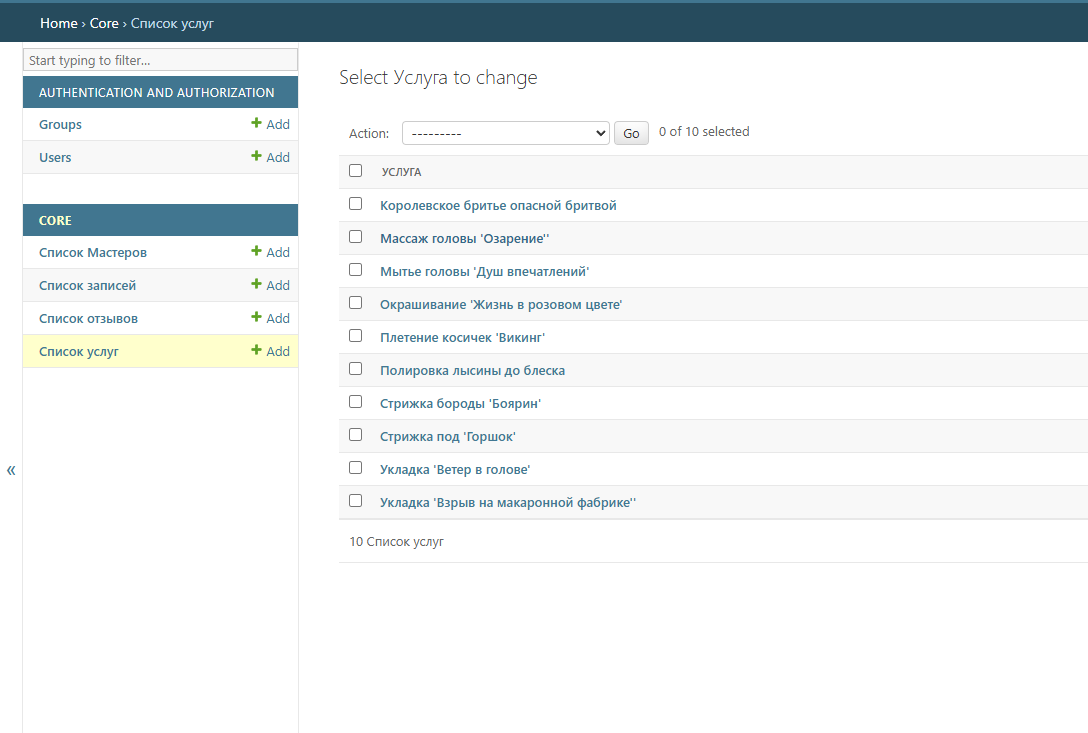 Home › Core › Список услуг
Start typing to filter...
AUTHENTICATION AND AUTHORIZATION
Groups + Add
Users + Add
CORE
Список Мастеров + Add
Список записей + Add
Список отзывов + Add
Список услуг + Add
«
Select Услуга to change
Action: --------- Go 0 of 10 selected
УСЛУГА
Королевское бритье опасной бритвой
Массаж головы 'Озарение''
Мытье головы 'Душ впечатлений'
Окрашивание 'Жизнь в розовом цвете'
Плетение косичек 'Викинг'
Полировка лысины до блеска
Стрижка бороды 'Боярин'
Стрижка под 'Горшок'
Укладка 'Ветер в голове'
Укладка 'Взрыв на макаронной фабрике''
10 Список услуг